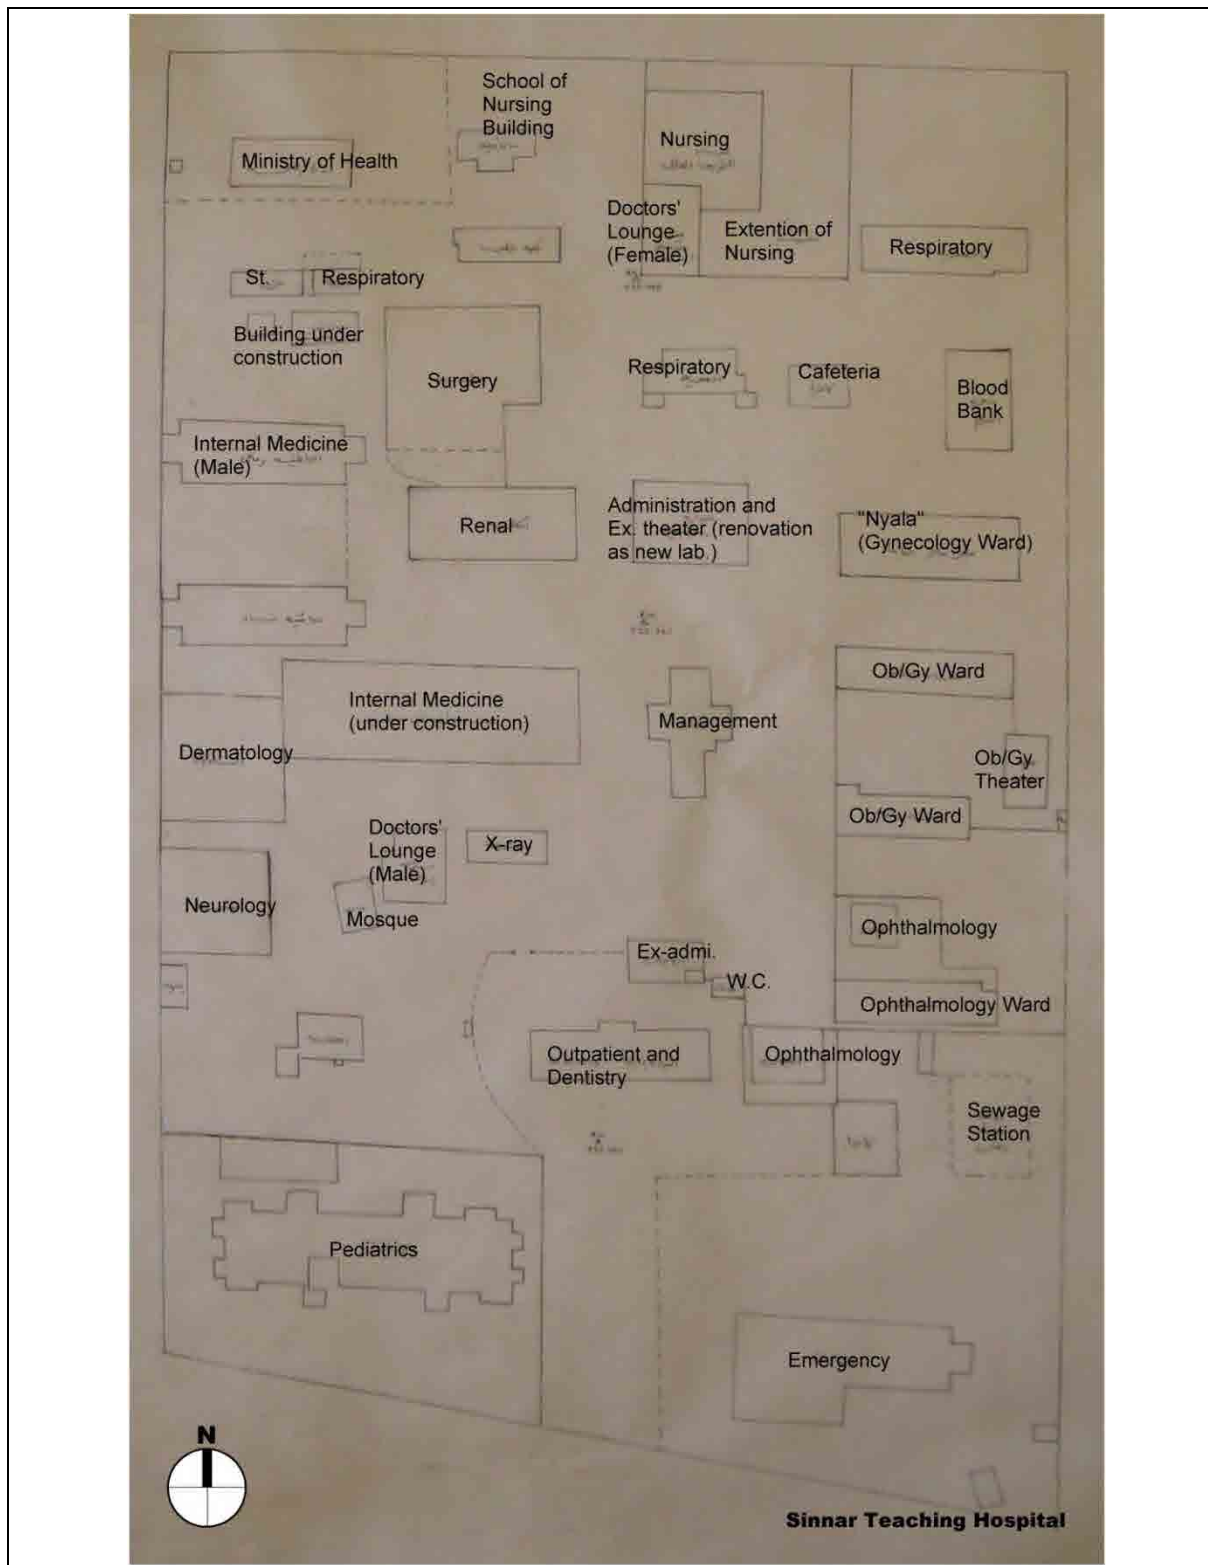 School of
Nursing
Building
Ministry of Health
Nursing
Doctors'
Lounge
(Female)
Extention of
Nursing
Respiratory
St.
Respiratory
Building under
construction
Surgery
Respiratory
Cafeteria
Blood
Bank
Internal Medicine
(Male)
Renal
Administration and
Ex. theater (renovation
as new lab.)
"Nyala"
(Gynecology Ward)
Ob/Gy Ward
Internal Medicine
(under construction)
Management
Dermatology
Ob/Gy
Theater
Ob/Gy Ward
Doctors'
Lounge
(Male)
X-ray
Neurology
Mosque
Ophthalmology
Ex-admi.
W.C.
Ophthalmology Ward
Outpatient and
Dentistry
Ophthalmology
Sewage
Station
Pediatrics
Emergency
N
Sinnar Teaching Hospital